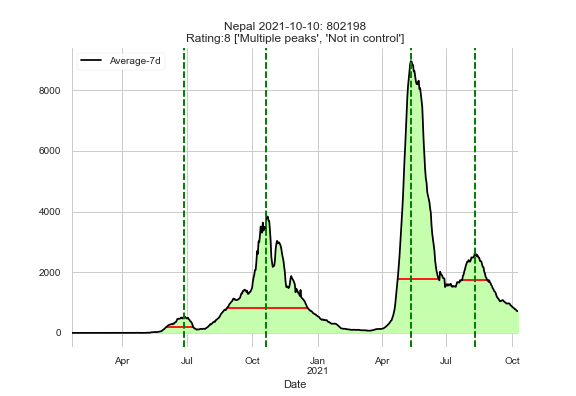 Nepal 2021-10-10: 802198
Rating:8 ['Multiple peaks', 'Not in control']
Average-7d
8000
6000
4000
2000
0
Apr Jul Oct Jan Apr Jul Oct
2021
Date